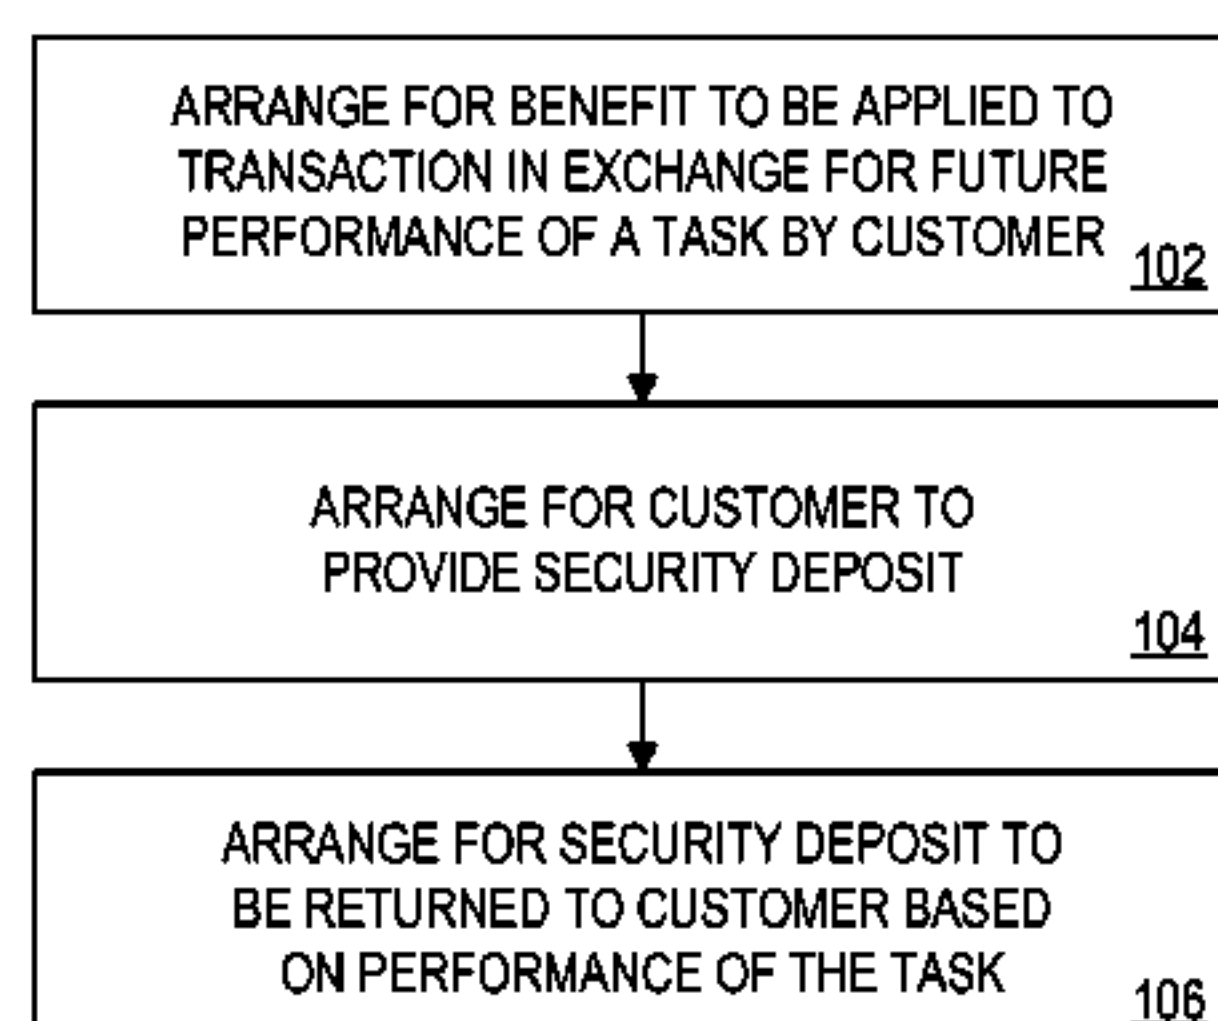 ARRANGE FOR BENEFIT TO BE APPLIED TO
TRANSACTION IN EXCHANGE FOR FUTURE
PERFORMANCE OF A TASK BY CUSTOMER
102
ARRANGE FOR CUSTOMER TO
PROVIDE SECURITY DEPOSIT
104
ARRANGE FOR SECURITY DEPOSIT TO
BE RETURNED TO CUSTOMER BASED
ON PERFORMANCE OF THE TASK
106